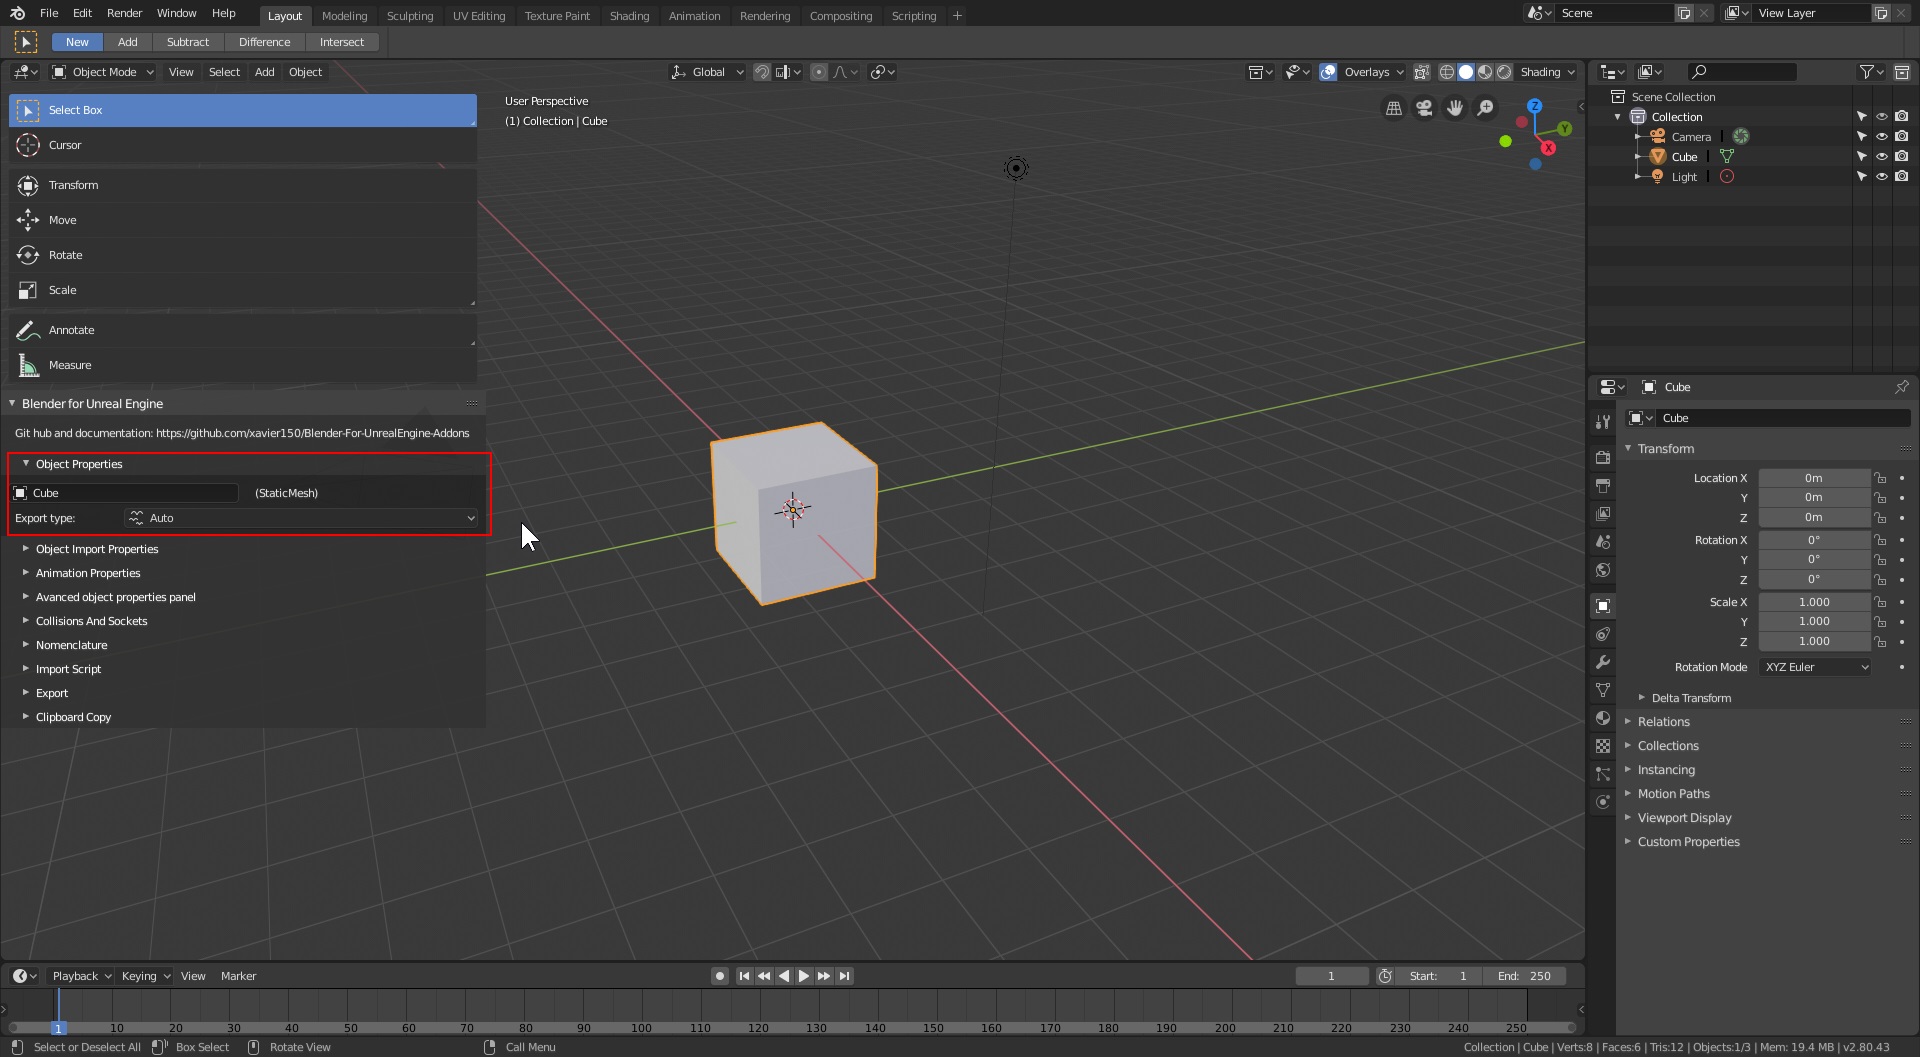 File Edit Render Window Help Layout Modeling Sculpting UV Editing Texture Paint Shading Animation Rendering Compositing Scripting + Scene View Layer
New Add Subtract Difference Intersect
Object Mode View Select Add Object Global Overlays Shading
Select Box
Cursor
Transform
Move
Rotate
Scale
Annotate
Measure
Blender for Unreal Engine
Git hub and documentation: https://github.com/xavier150/Blender-For-UnrealEngine-Addons
Object Properties
Cube (StaticMesh)
Export type: Auto
Object Import Properties
Animation Properties
Avanced object properties panel
Collisions And Sockets
Nomenclature
Import Script
Export
Clipboard Copy
User Perspective
(1) Collection | Cube
Z
Y
X
Scene Collection
Collection
Camera
Cube
Light
Cube
Cube
Transform
Location X 0m
Y 0m
Z 0m
Rotation X 0°
Y 0°
Z 0°
Scale X 1.000
Y 1.000
Z 1.000
Rotation Mode XYZ Euler
Delta Transform
Relations
Collections
Instancing
Motion Paths
Viewport Display
Custom Properties
Playback Keying View Marker 1 Start: 1 End: 250
1 10 20 30 40 50 60 70 80 90 100 110 120 130 140 150 160 170 180 190 200 210 220 230 240 250
Select or Deselect All Box Select Rotate View Call Menu Collection | Cube | Verts:8 | Faces:6 | Tris:12 | Objects:1/3 | Mem: 19.4 MB | v2.80.43